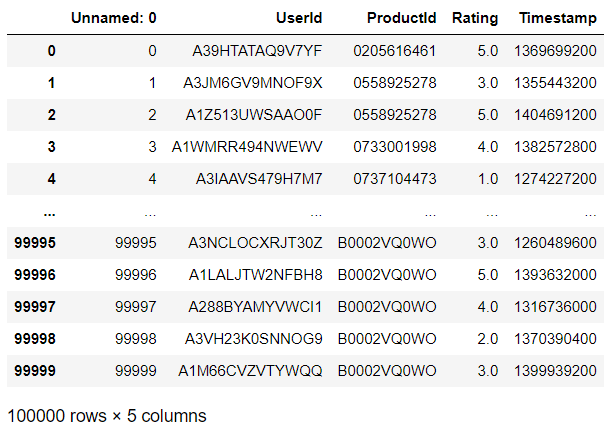 Unnamed: 0 UserId ProductId Rating Timestamp
0 0 A39HTATAQ9V7YF 0205616461 5.0 1369699200
1 1 A3JM6GV9MNOF9X 0558925278 3.0 1355443200
2 2 A1Z513UWSAAO0F 0558925278 5.0 1404691200
3 3 A1WMRR494NWEWV 0733001998 4.0 1382572800
4 4 A3IAAVS479H7M7 0737104473 1.0 1274227200
... ... ... ... ... ...
99995 99995 A3NCLOCXRJT30Z B0002VQ0WO 3.0 1260489600
99996 99996 A1LALJTW2NFBH8 B0002VQ0WO 5.0 1393632000
99997 99997 A288BYAMYVWCI1 B0002VQ0WO 4.0 1316736000
99998 99998 A3VH23K0SNNOG9 B0002VQ0WO 2.0 1370390400
99999 99999 A1M66CVZVTYWQQ B0002VQ0WO 3.0 1399939200
100000 rows × 5 columns